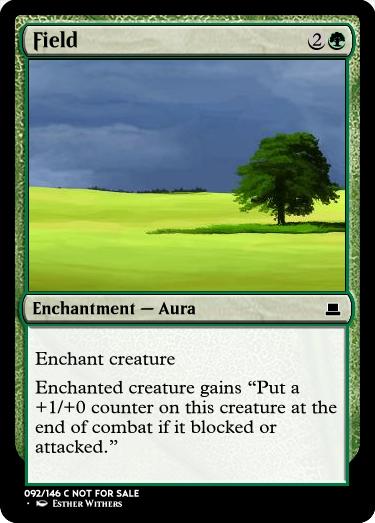 Field 2
Enchantment — Aura
Enchant creature
Enchanted creature gains “Put a
+1/+0 counter on this creature at the
end of combat if it blocked or
attacked.”
092/146 C NOT FOR SALE
· Esther Withers